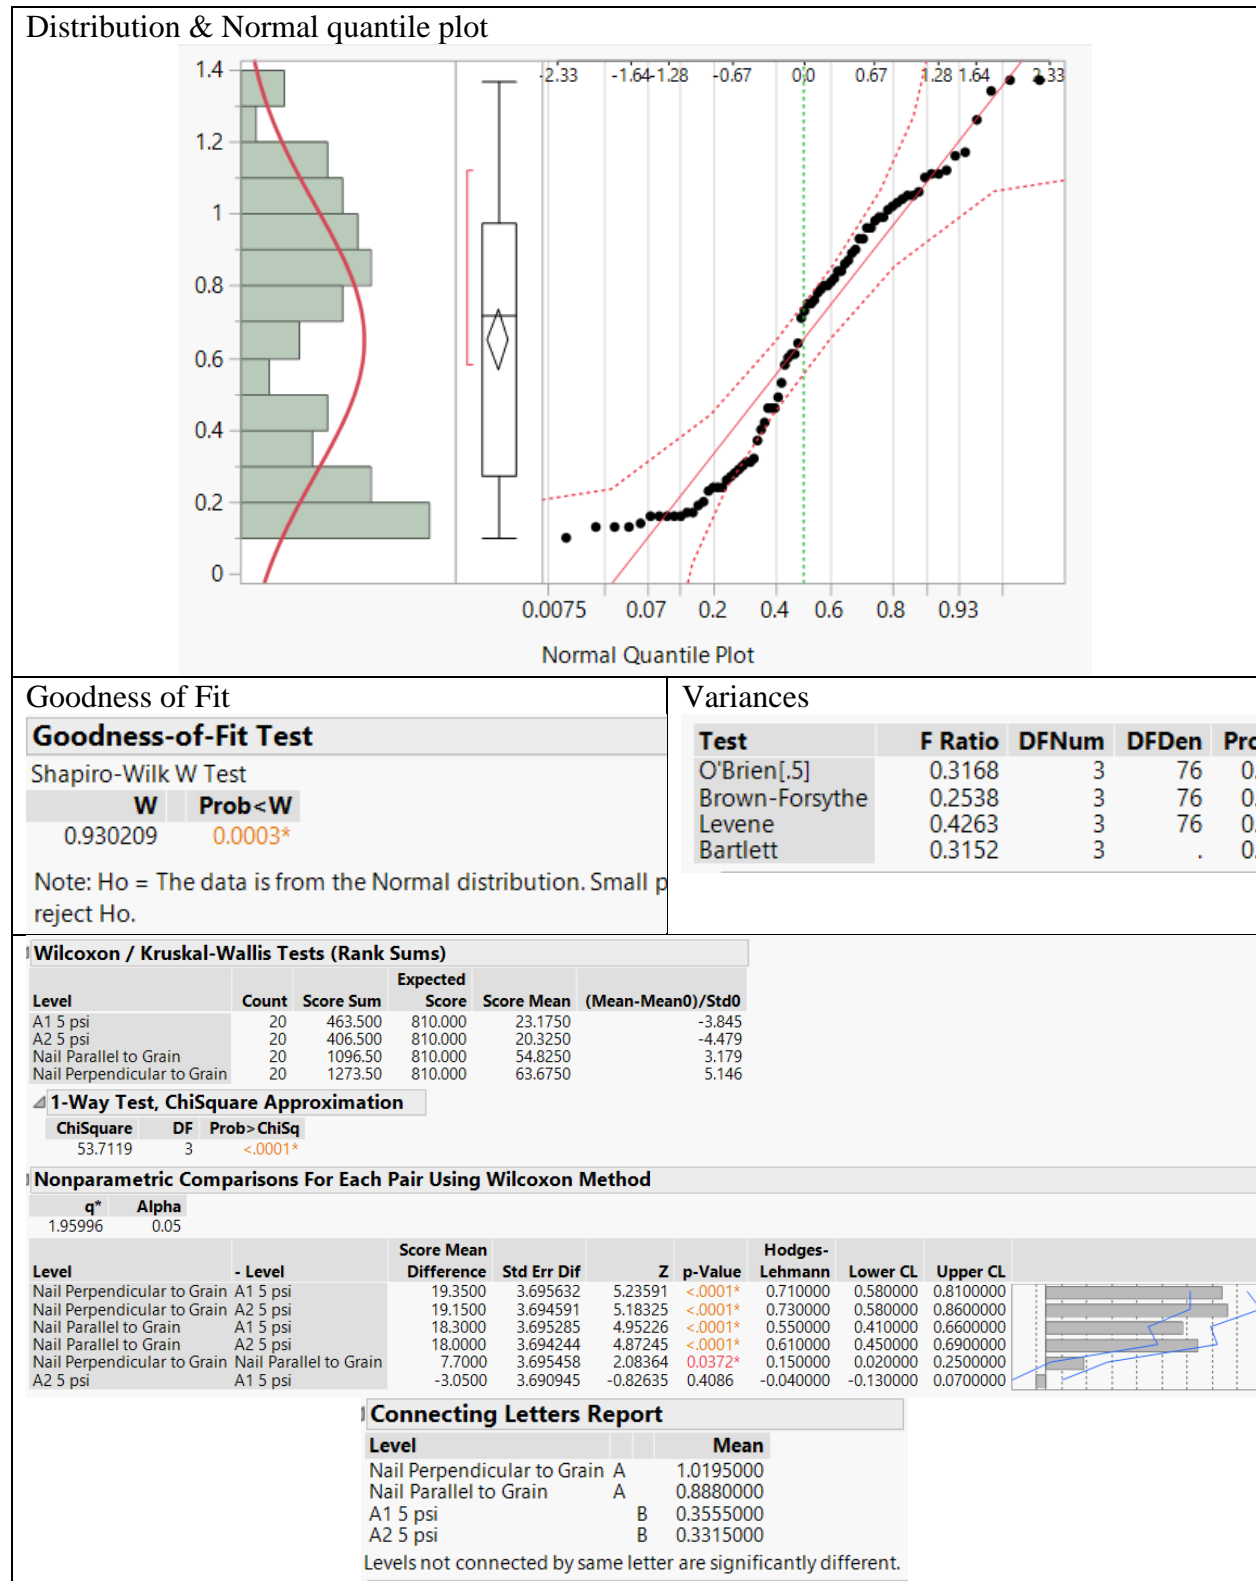 Distribution & Normal quantile plot
-2.33 -1.64 -1.28 -0.67 0.0 0.67 1.28 1.64 2.33
1.4
1.2
1
0.8
0.6
0.4
0.2
0
0.0075 0.07 0.2 0.4 0.6 0.8 0.93
Normal Quantile Plot
Goodness of Fit
Goodness-of-Fit Test
Shapiro-Wilk W Test
W Prob<W
0.930209 0.0003*
Note: Ho = The data is from the Normal distribution. Small p
reject Ho.
Variances
Test F Ratio DFNum DFDen Pro
O'Brien[.5] 0.3168 3 76 0.
Brown-Forsythe 0.2538 3 76 0.
Levene 0.4263 3 76 0.
Bartlett 0.3152 3 . 0.
Wilcoxon / Kruskal-Wallis Tests (Rank Sums)
Expected
Level Count Score Sum Score Score Mean (Mean-Mean0)/Std0
A1 5 psi 20 463.500 810.000 23.1750 -3.845
A2 5 psi 20 406.500 810.000 20.3250 -4.479
Nail Parallel to Grain 20 1096.50 810.000 54.8250 3.179
Nail Perpendicular to Grain 20 1273.50 810.000 63.6750 5.146
1-Way Test, ChiSquare Approximation
ChiSquare DF Prob>ChiSq
53.7119 3 <.0001*
Nonparametric Comparisons For Each Pair Using Wilcoxon Method
q* Alpha
1.95996 0.05
Score Mean Hodges-
Level - Level Difference Std Err Dif Z p-Value Lehmann Lower CL Upper CL
Nail Perpendicular to Grain A1 5 psi 19.3500 3.695632 5.23591 <.0001* 0.710000 0.580000 0.8100000
Nail Perpendicular to Grain A2 5 psi 19.1500 3.694591 5.18325 <.0001* 0.730000 0.580000 0.8600000
Nail Parallel to Grain A1 5 psi 18.3000 3.695285 4.95226 <.0001* 0.550000 0.410000 0.6600000
Nail Parallel to Grain A2 5 psi 18.0000 3.694244 4.87245 <.0001* 0.610000 0.450000 0.6900000
Nail Perpendicular to Grain Nail Parallel to Grain 7.7000 3.695458 2.08364 0.0372* 0.150000 0.020000 0.2500000
A2 5 psi A1 5 psi -3.0500 3.690945 -0.82635 0.4086 -0.040000 -0.130000 0.0700000
Connecting Letters Report
Level Mean
Nail Perpendicular to Grain A 1.0195000
Nail Parallel to Grain A 0.8880000
A1 5 psi B 0.3555000
A2 5 psi B 0.3315000
Levels not connected by same letter are significantly different.